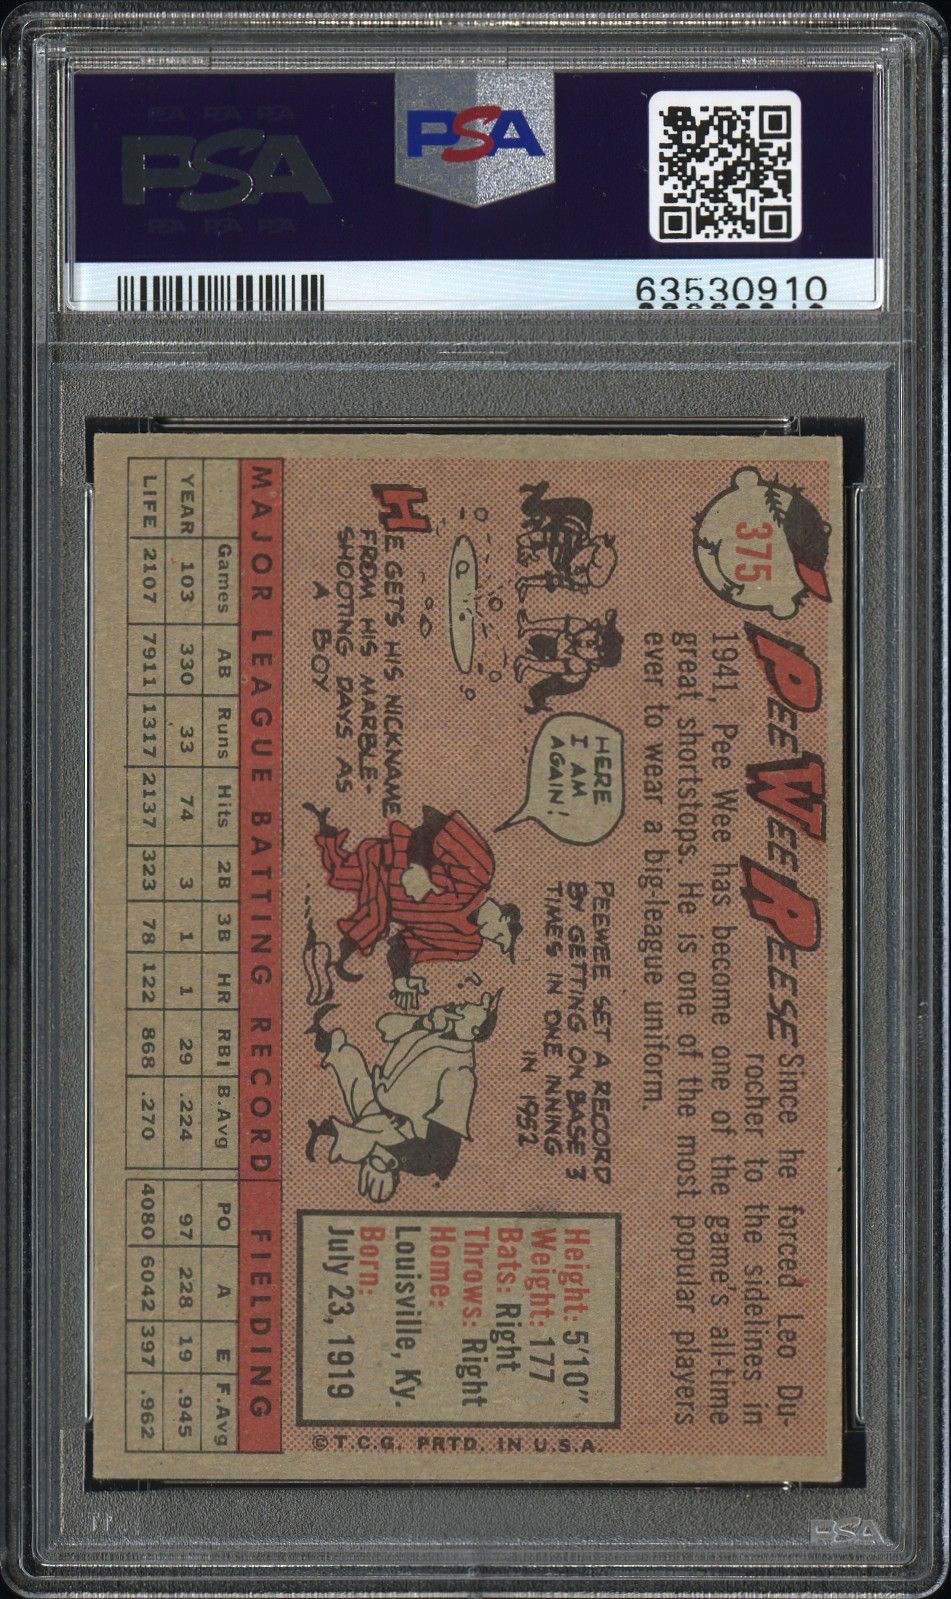 PSA PSA PSA
PSA
PSA PSA PSA
PSA
63530910
375
PEE WEE REESE
Since he forced Leo Du-
rocher to the sidelines in
1941, Pee Wee has become one of the game's all-time
great shortstops. He is one of the most popular players
ever to wear a big-league uniform.
HE GETS HIS NICKNAME
FROM HIS MARBLE-
SHOOTING DAYS AS
A BOY
HERE
I AM
AGAIN!
PEEWEE SET A RECORD
BY GETTING ON BASE 3
TIMES IN ONE INNING
IN 1952
?
Height: 5'10"
Weight: 177
Bats: Right
Throws: Right
Home:
Louisville, Ky.
Born:
July 23, 1919
© T.C.G. PRTD. IN U.S.A.
MAJOR LEAGUE BATTING RECORD FIELDING
Games AB Runs Hits 2B 3B HR RBI B.Avg PO A E F.Avg
YEAR 103 330 33 74 3 1 1 29 .224 97 228 19 .945
LIFE 2107 7911 1317 2137 323 78 122 868 .270 4080 6042 397 .962
PSA